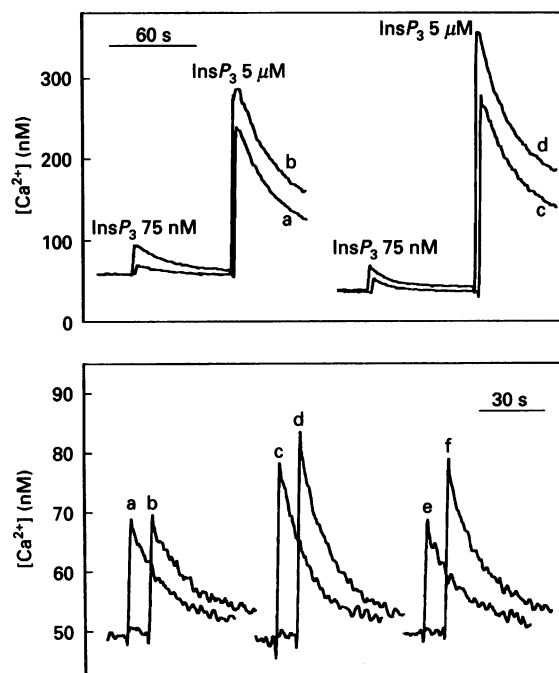 60 s
InsP3 5 μM
InsP3 5 μM
300
200
100
0
[Ca2+] (nM)
b
a
d
c
InsP3 75 nM
InsP3 75 nM
95
90
80
70
60
50
[Ca2+] (nM)
30 s
a b
c d
e f